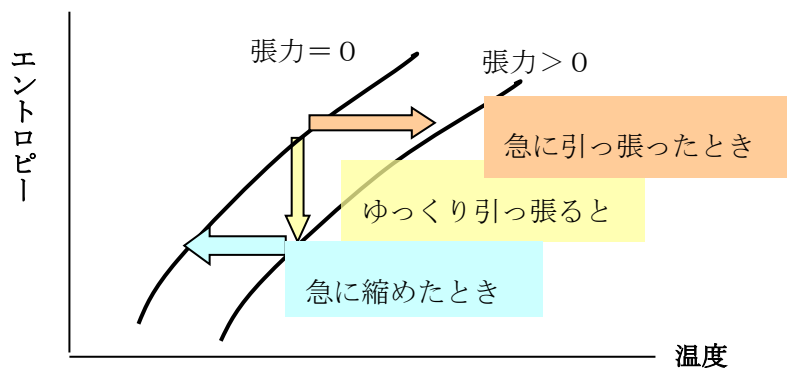 エントロピー
張力＝０
張力＞０
急に引っ張ったとき
ゆっくり引っ張ると
急に縮めたとき
温度